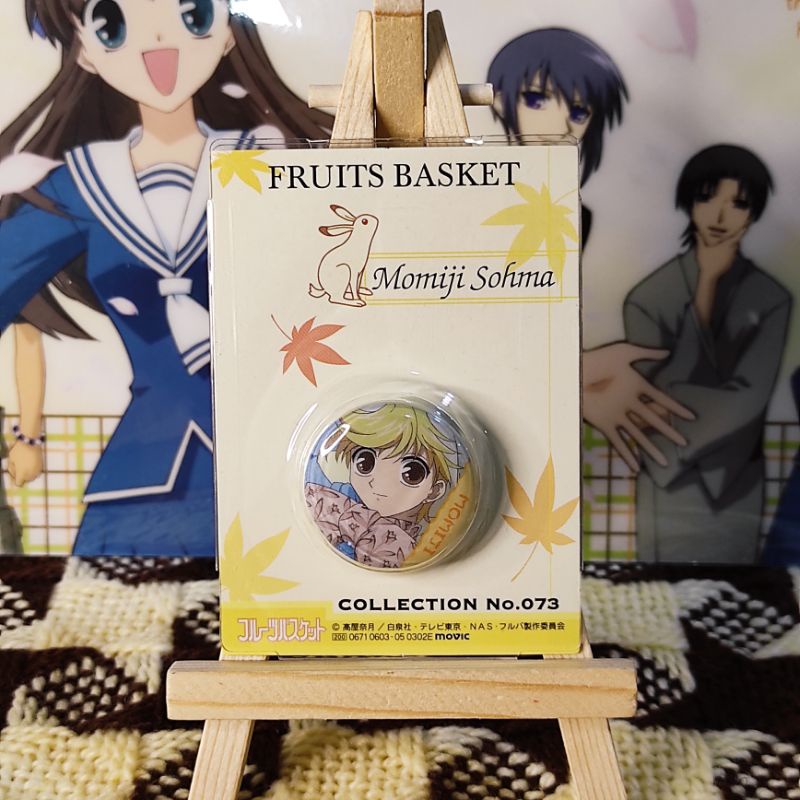 FRUITS BASKET
Momiji Sohma
MOMIJI
COLLECTION No.073
フルーツバスケット
© 高屋奈月／白泉社・テレビ東京・NAS・フルバ製作委員会
200 0671 0603・05 0302E movic